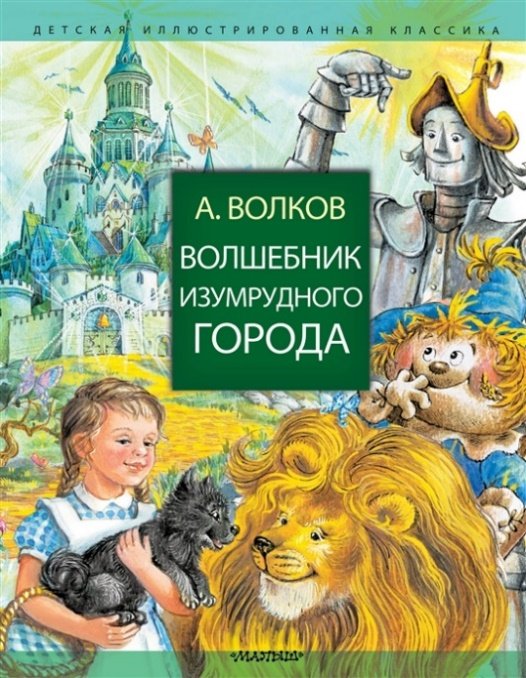 ДЕТСКАЯ ИЛЛЮСТРИРОВАННАЯ КЛАССИКА
А. ВОЛКОВ
ВОЛШЕБНИК
ИЗУМРУДНОГО
ГОРОДА
«МАЛЫШ»